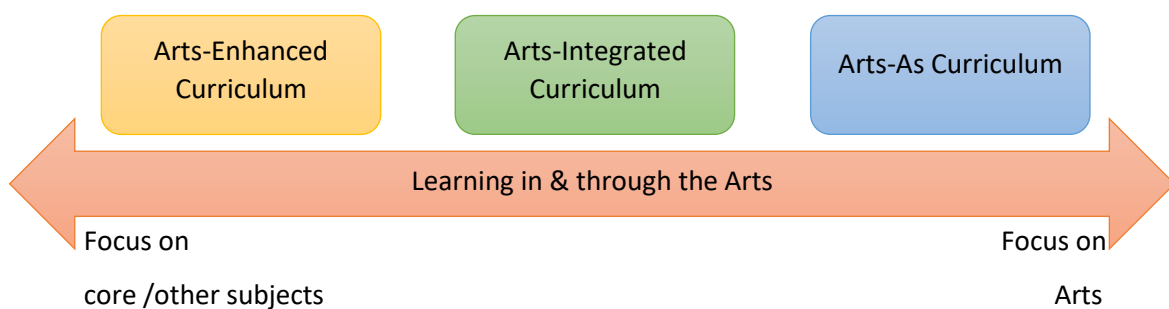 Arts-Enhanced
Curriculum
Arts-Integrated
Curriculum
Arts-As Curriculum
Learning in & through the Arts
Focus on
core /other subjects
Focus on
Arts